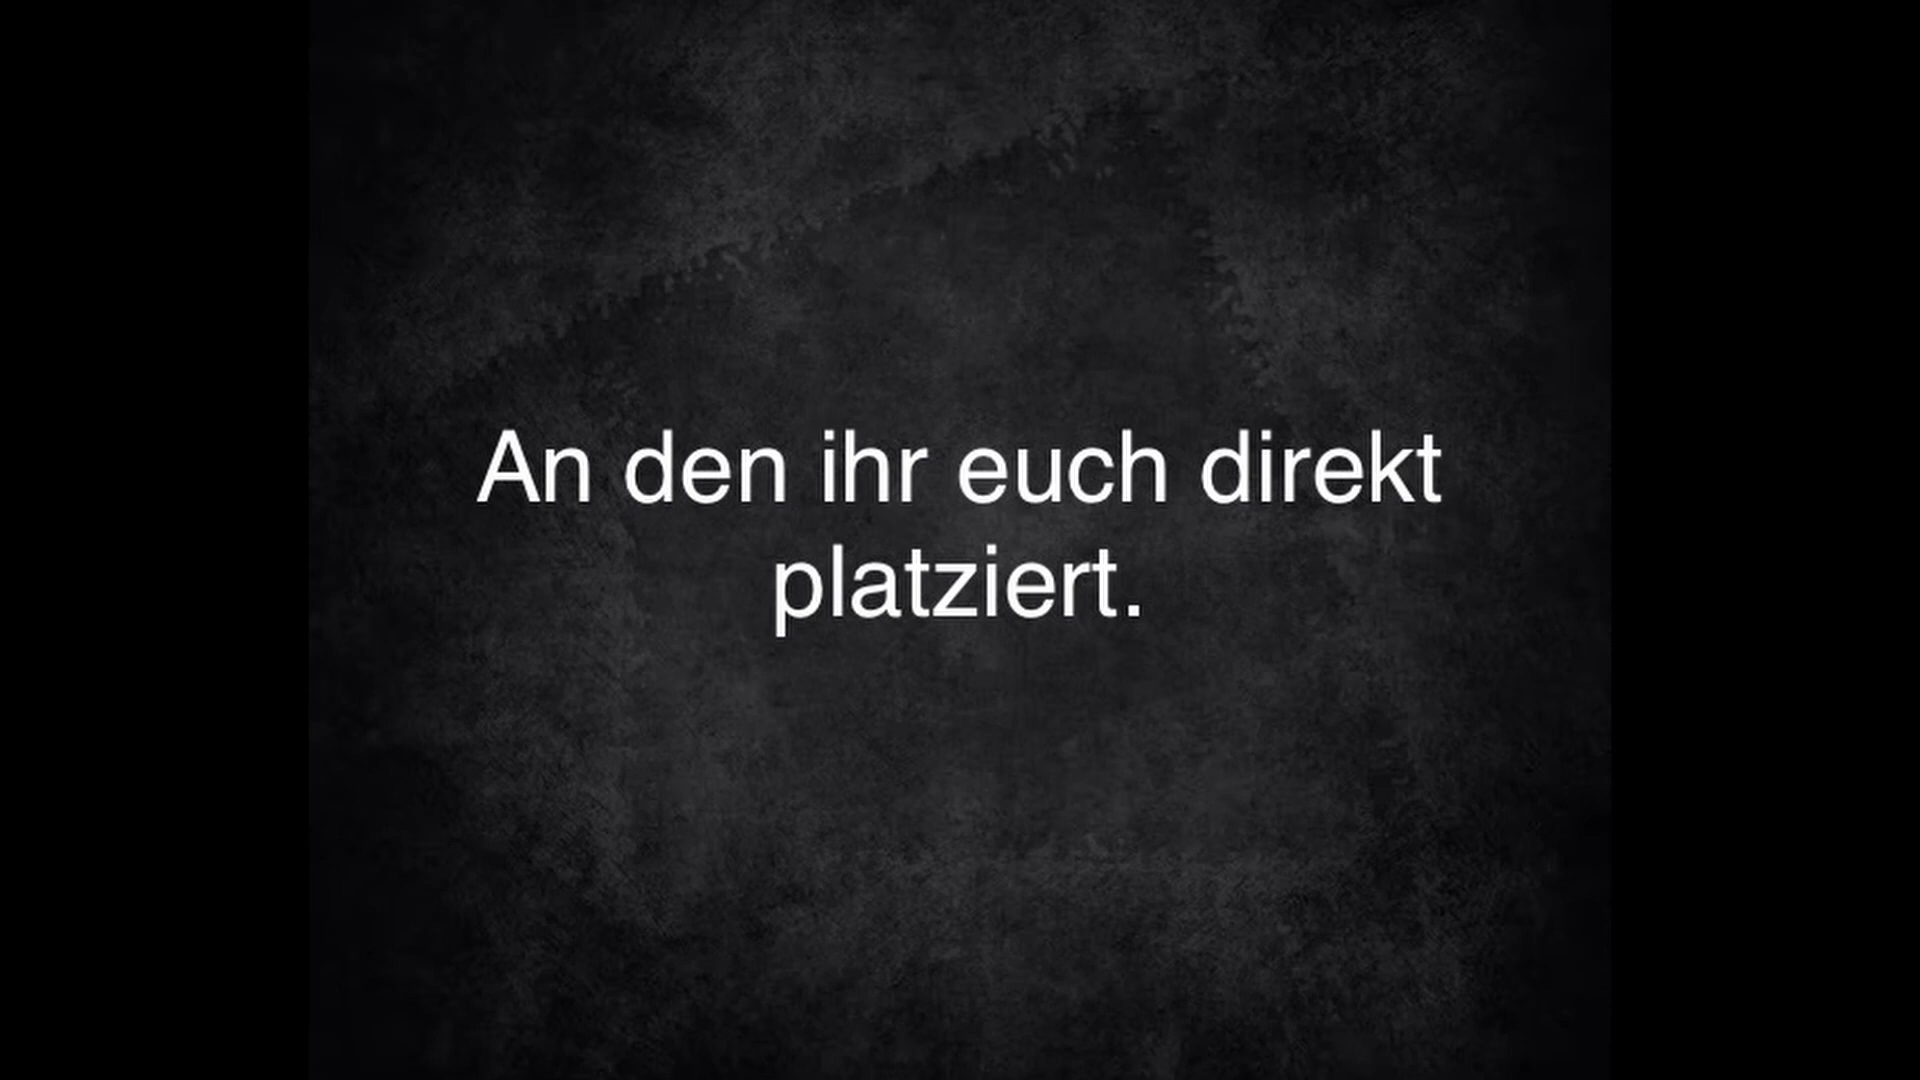 An den ihr euch direkt
platziert.